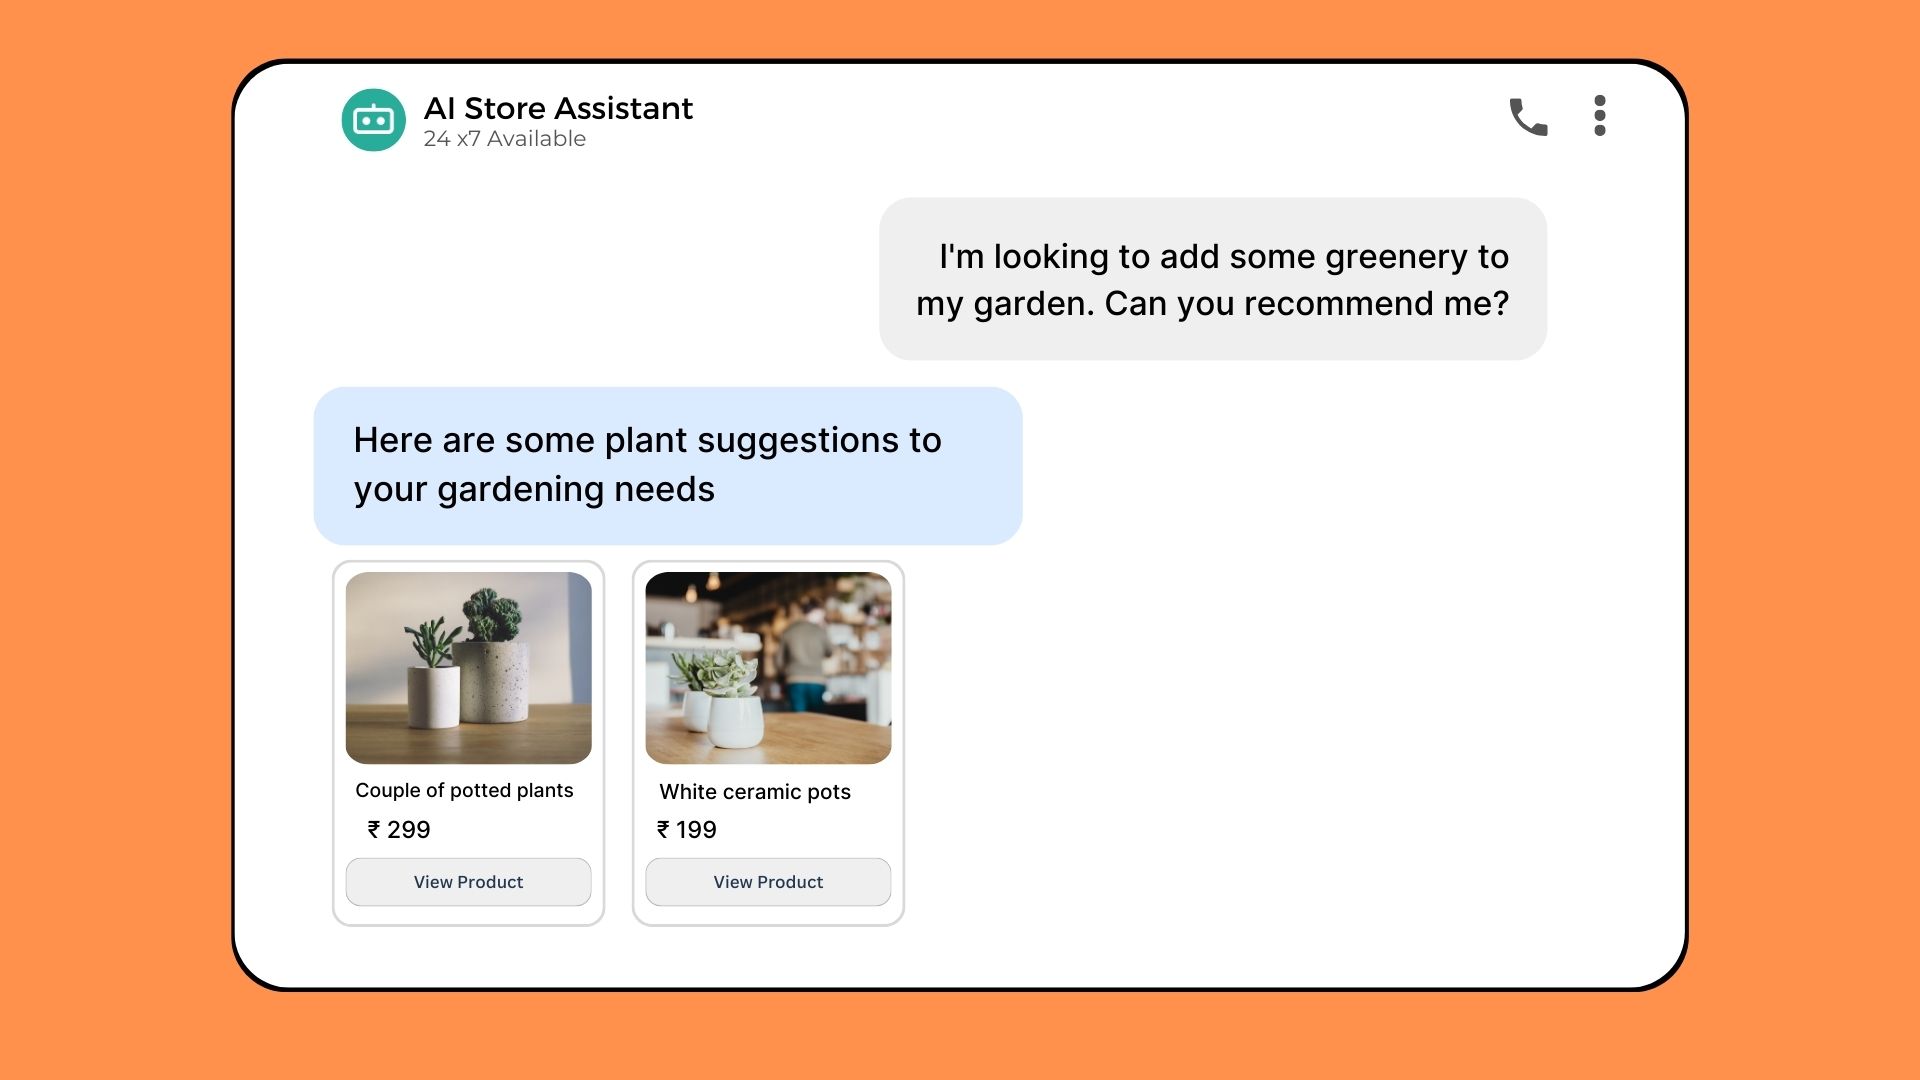 AI Store Assistant
24 x7 Available
I'm looking to add some greenery to
my garden. Can you recommend me?
Here are some plant suggestions to
your gardening needs
Couple of potted plants
₹ 299
View Product
White ceramic pots
₹ 199
View Product